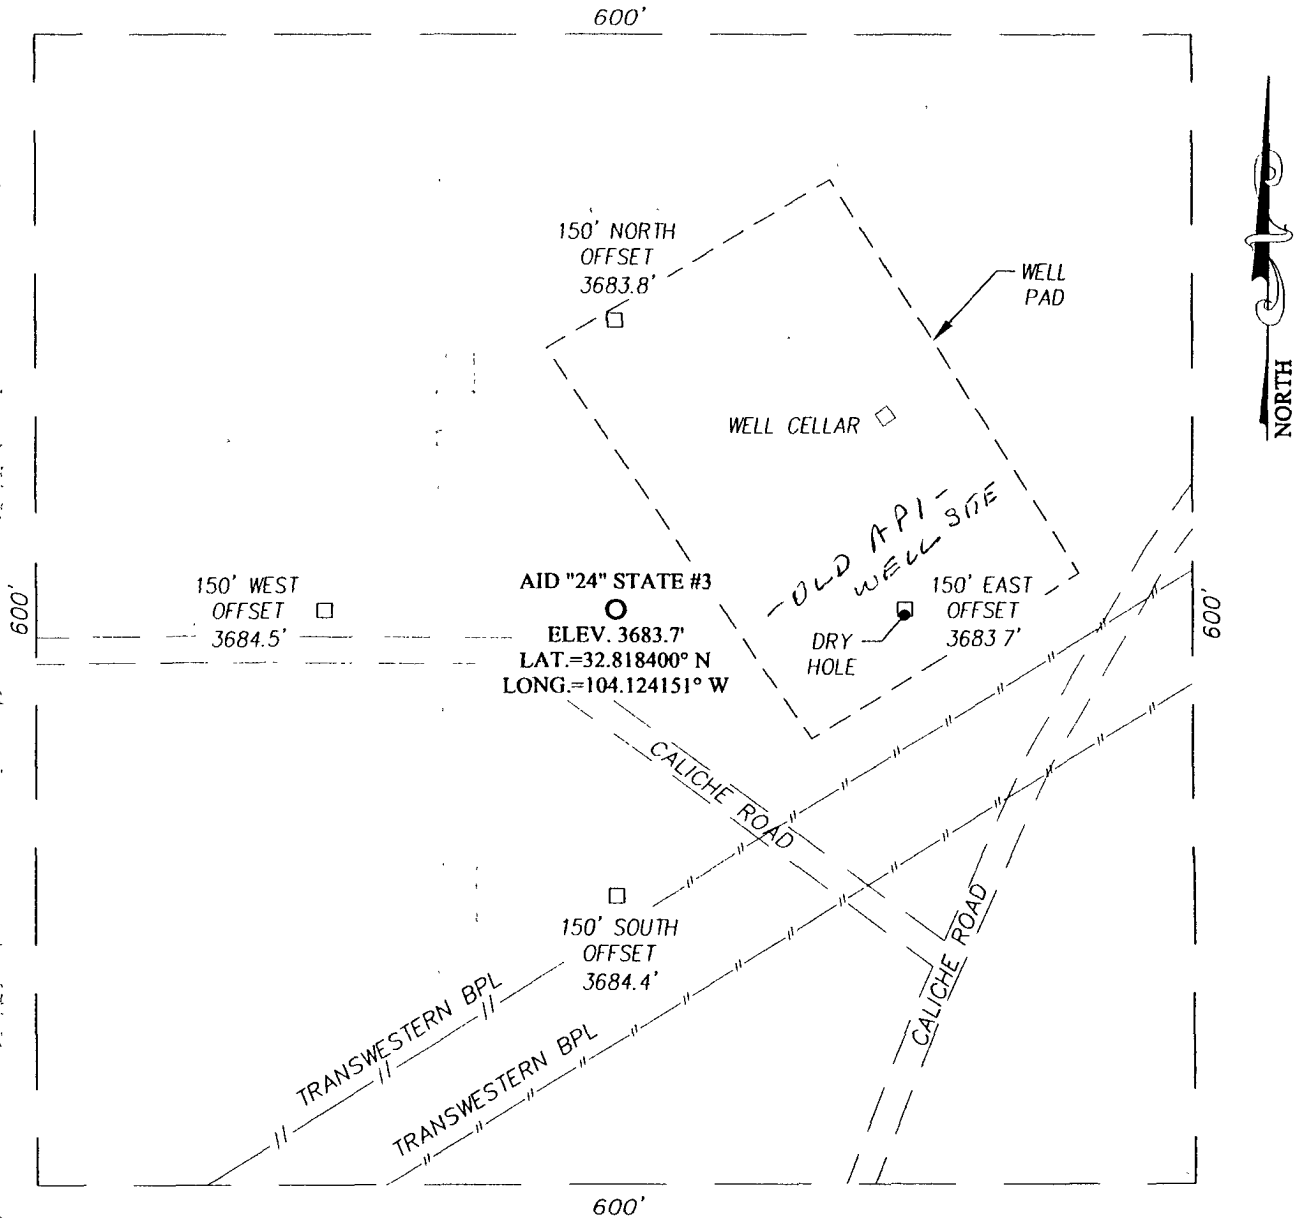 600'
150' NORTH
OFFSET
3683.8'
WELL
PAD
NORTH
WELL CELLAR
-OLD API-
WELL SITE
600'
150' WEST
OFFSET
3684.5'
AID "24" STATE #3
ELEV. 3683.7'
LAT.=32.818400° N
LONG.=104.124151° W
DRY
HOLE
150' EAST
OFFSET
3683 7'
600'
CALICHE ROAD
CALICHE ROAD
150' SOUTH
OFFSET
3684.4'
TRANSWESTERN BPL
TRANSWESTERN BPL
600'